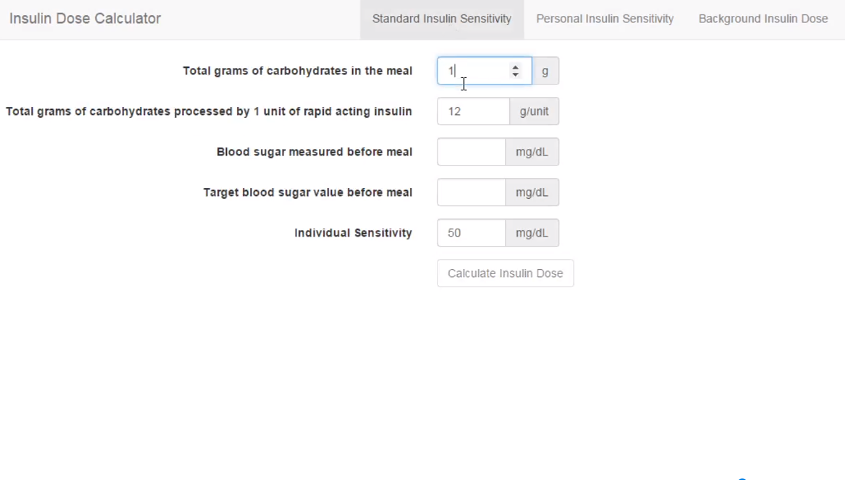 Insulin Dose Calculator Standard Insulin Sensitivity Personal Insulin Sensitivity Background Insulin Dose
Total grams of carbohydrates in the meal 1 g
Total grams of carbohydrates processed by 1 unit of rapid acting insulin 12 g/unit
Blood sugar measured before meal mg/dL
Target blood sugar value before meal mg/dL
Individual Sensitivity 50 mg/dL
Calculate Insulin Dose